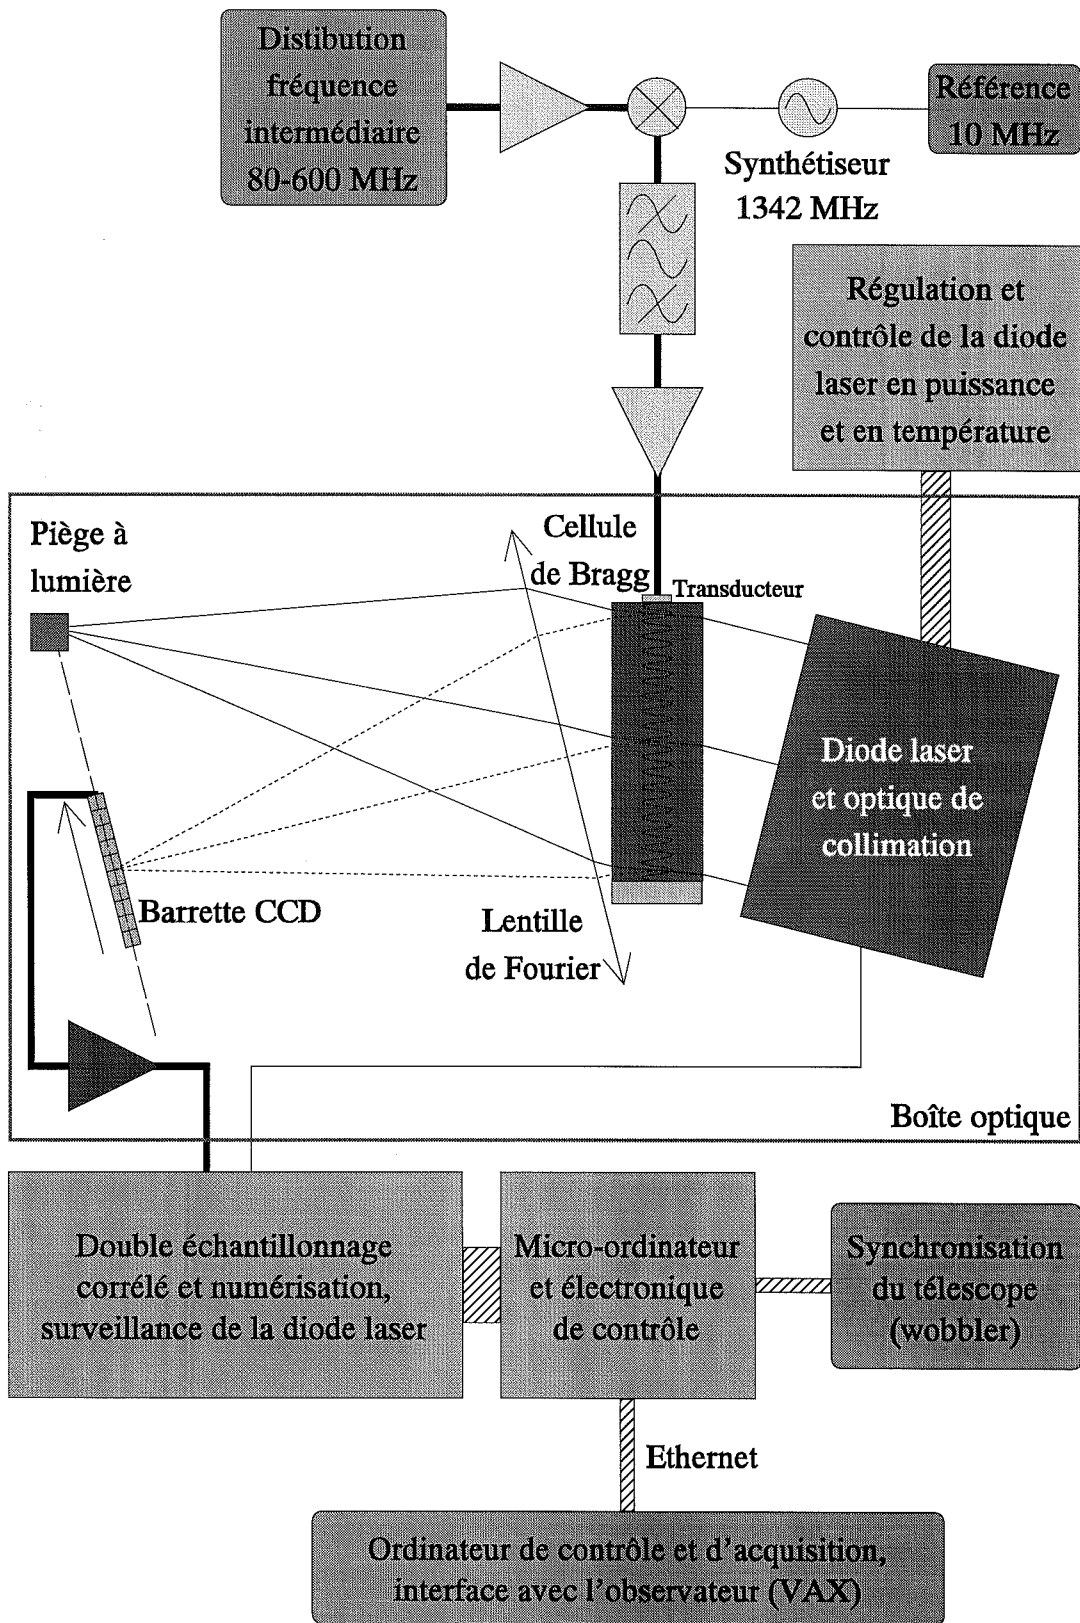 Distibution
fréquence
intermédiaire
80-600 MHz
Référence
10 MHz
Synthétiseur
1342 MHz
Régulation et
contrôle de la diode
laser en puissance
et en température
Piège à
lumière
Cellule
de Bragg
Transducteur
Diode laser
et optique de
collimation
Barrette CCD
Lentille
de Fourier
Boîte optique
Double échantillonnage
corrélé et numérisation,
surveillance de la diode laser
Micro-ordinateur
et électronique
de contrôle
Synchronisation
du télescope
(wobbler)
Ethernet
Ordinateur de contrôle et d'acquisition,
interface avec l'observateur (VAX)